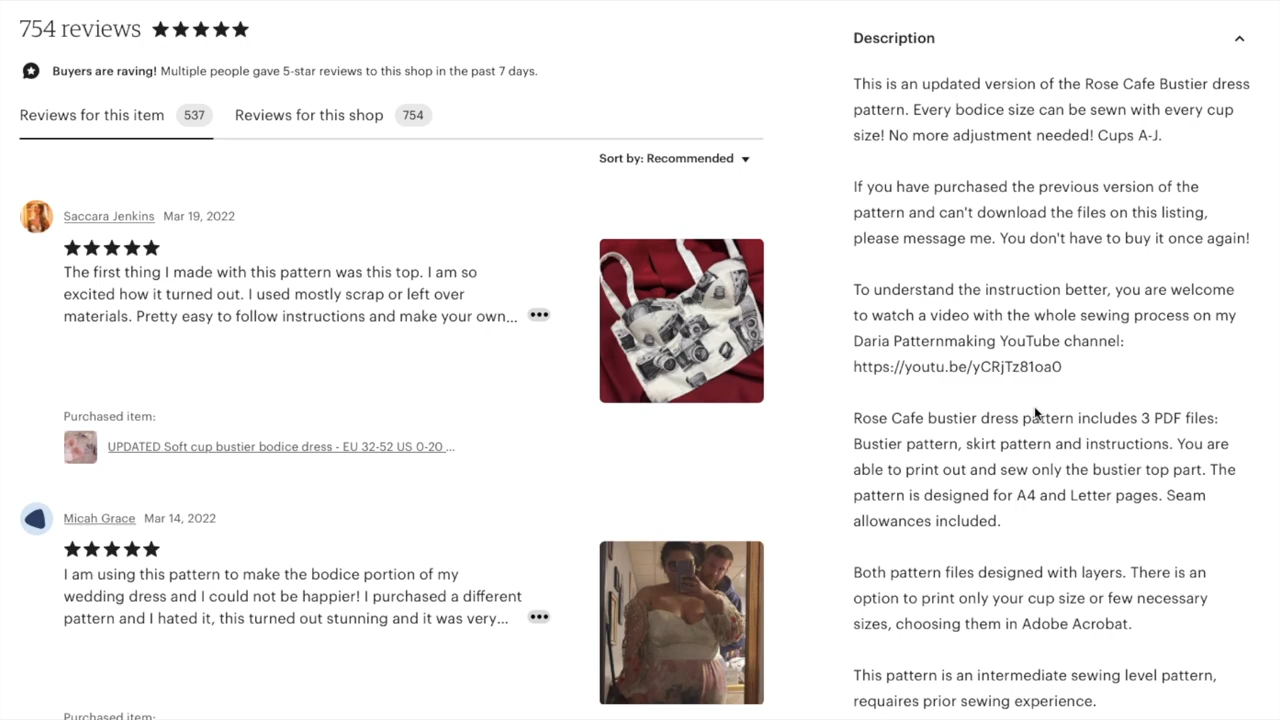 754 reviews ★★★★★
Buyers are raving! Multiple people gave 5-star reviews to this shop in the past 7 days.
Reviews for this item 537 Reviews for this shop 754
Sort by: Recommended
Saccara Jenkins Mar 19, 2022
★★★★★
The first thing I made with this pattern was this top. I am so
excited how it turned out. I used mostly scrap or left over
materials. Pretty easy to follow instructions and make your own...
Purchased item:
UPDATED Soft cup bustier bodice dress - EU 32-52 US 0-20 ...
Micah Grace Mar 14, 2022
★★★★★
I am using this pattern to make the bodice portion of my
wedding dress and I could not be happier! I purchased a different
pattern and I hated it, this turned out stunning and it was very...
Purchased item:
Description
This is an updated version of the Rose Cafe Bustier dress
pattern. Every bodice size can be sewn with every cup
size! No more adjustment needed! Cups A-J.
If you have purchased the previous version of the
pattern and can't download the files on this listing,
please message me. You don't have to buy it once again!
To understand the instruction better, you are welcome
to watch a video with the whole sewing process on my
Daria Patternmaking YouTube channel:
https://youtu.be/yCRjTz81oa0
Rose Cafe bustier dress pattern includes 3 PDF files:
Bustier pattern, skirt pattern and instructions. You are
able to print out and sew only the bustier top part. The
pattern is designed for A4 and Letter pages. Seam
allowances included.
Both pattern files designed with layers. There is an
option to print only your cup size or few necessary
sizes, choosing them in Adobe Acrobat.
This pattern is an intermediate sewing level pattern,
requaires prior sewing experience.